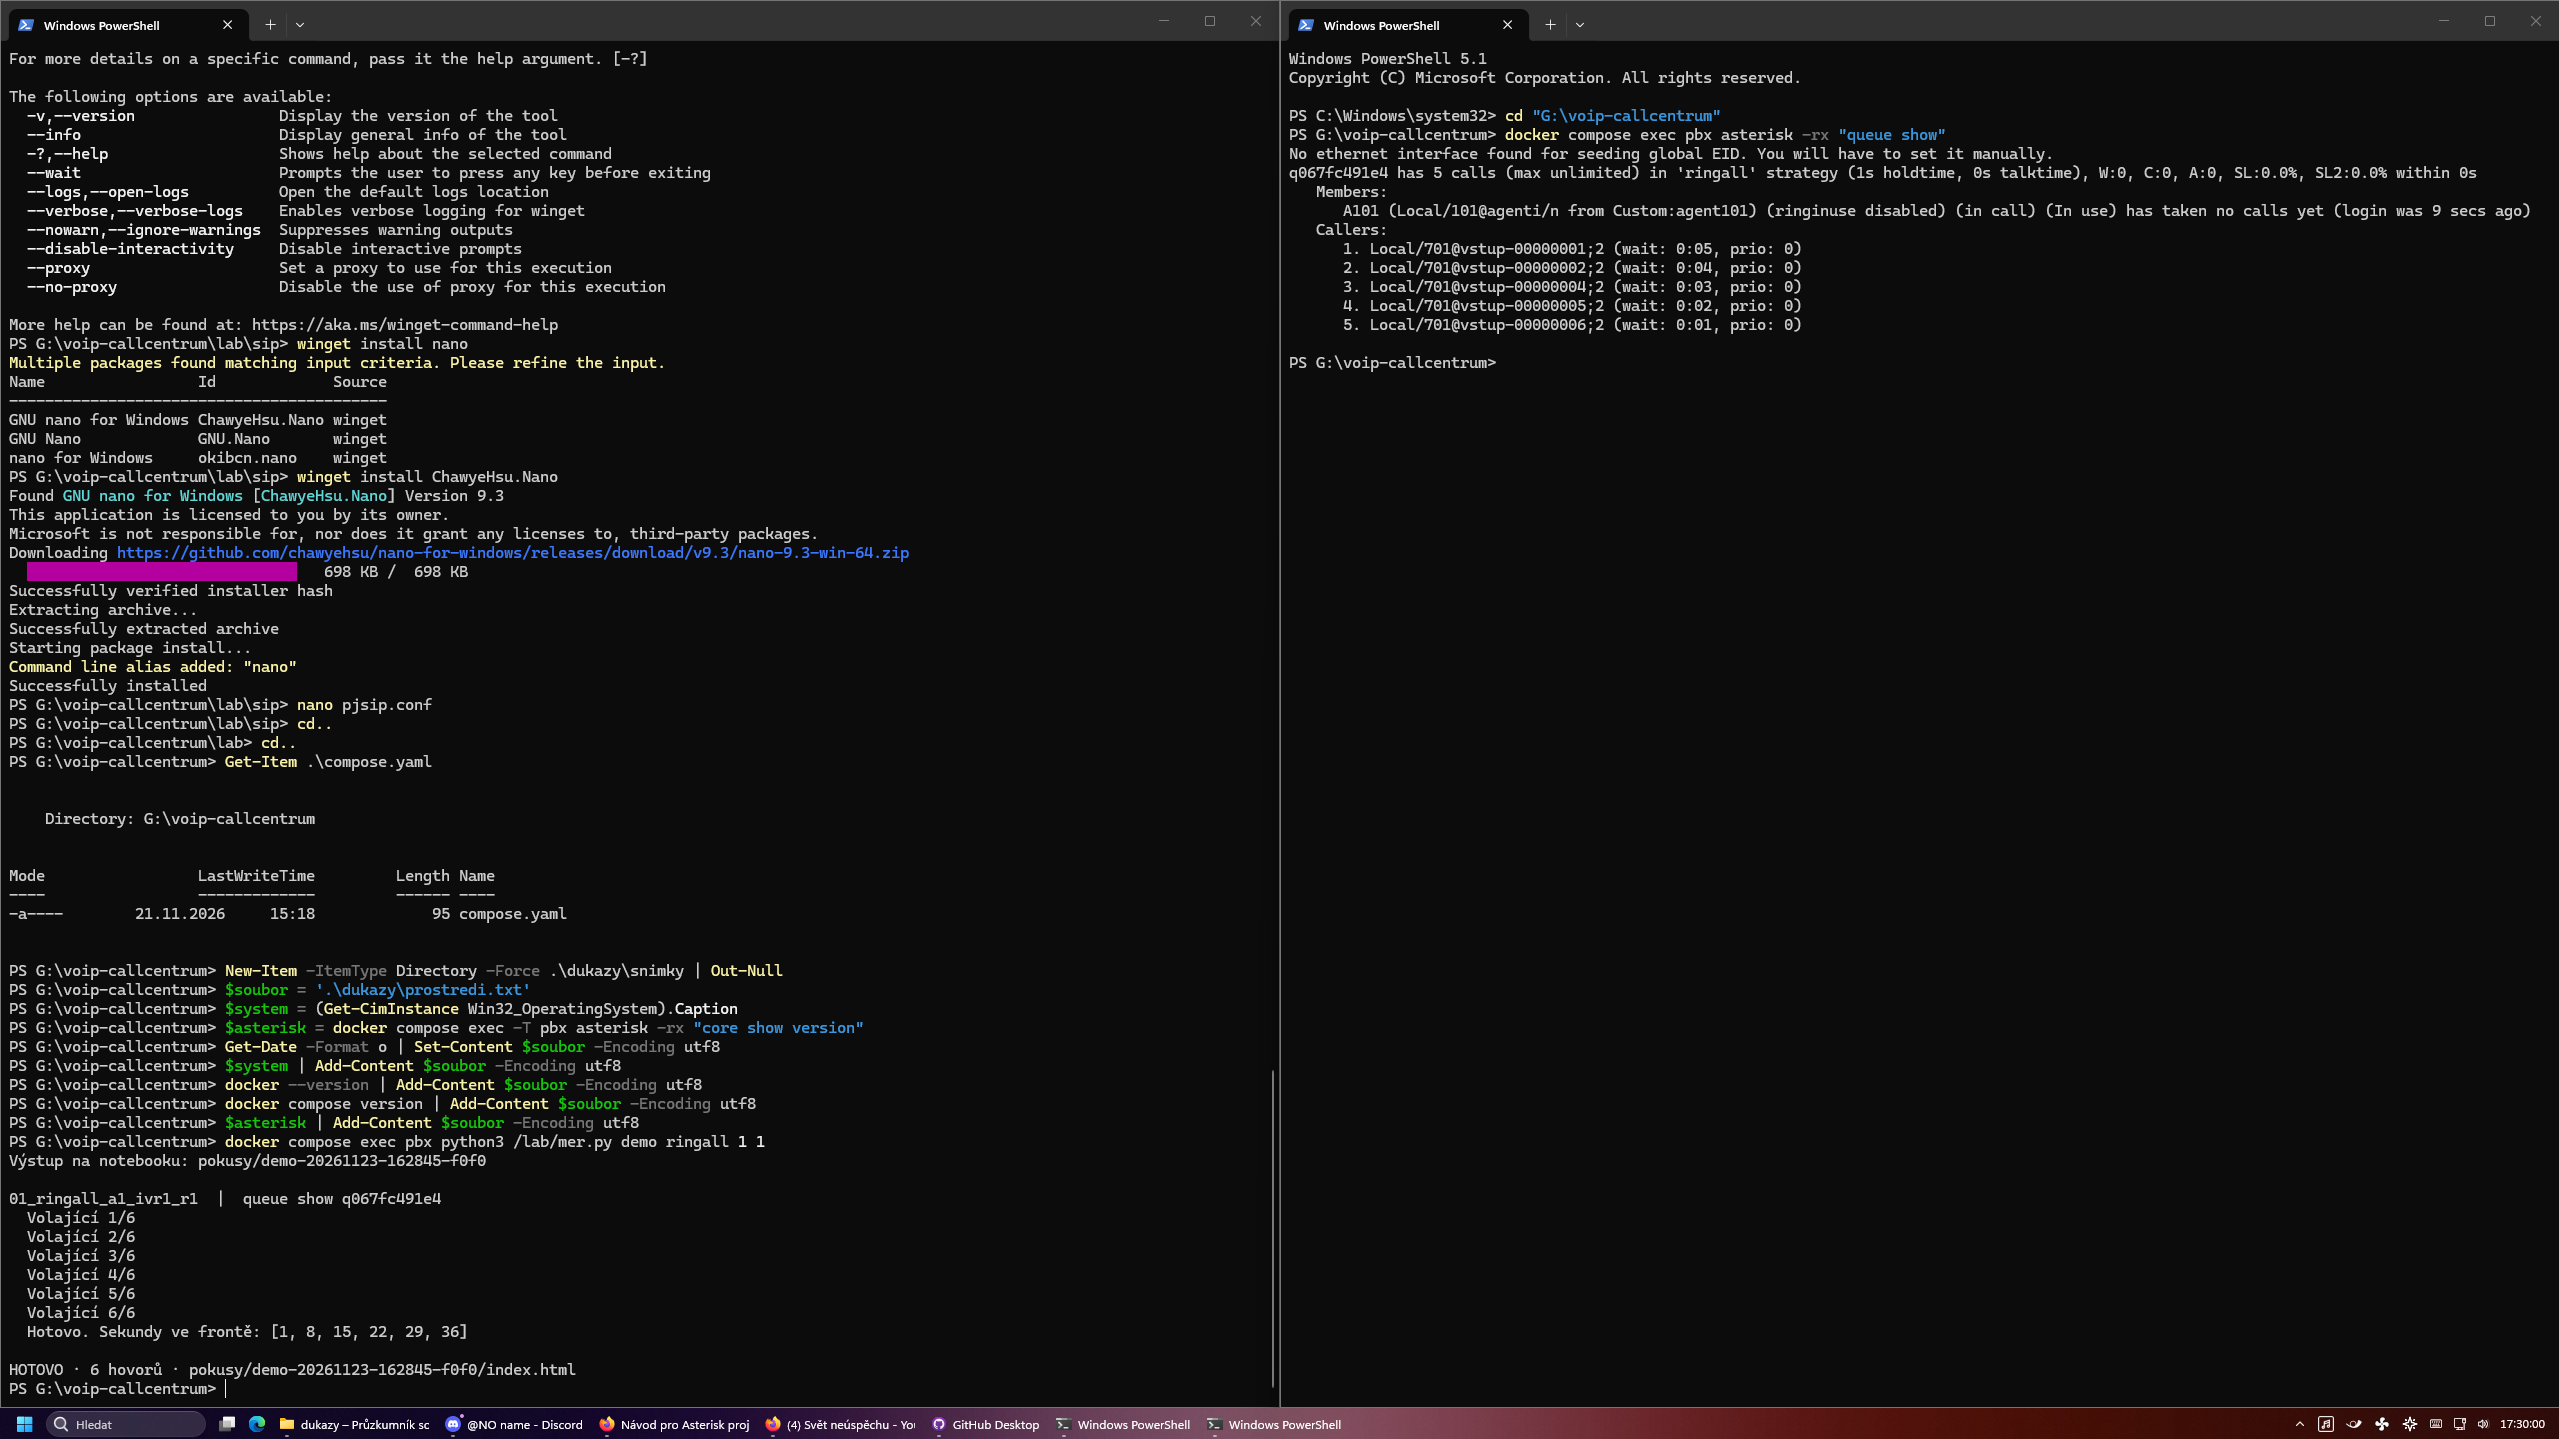 Windows PowerShell
For more details on a specific command, pass it the help argument. [-?]
The following options are available:
-v,--version Display the version of the tool
--info Display general info of the tool
-?,--help Shows help about the selected command
--wait Prompts the user to press any key before exiting
--logs,--open-logs Open the default logs location
--verbose,--verbose-logs Enables verbose logging for winget
--nowarn,--ignore-warnings Suppresses warning outputs
--disable-interactivity Disable interactive prompts
--proxy Set a proxy to use for this execution
--no-proxy Disable the use of proxy for this execution
More help can be found at: https://aka.ms/winget-command-help
PS G:\voip-callcentrum\lab\sip> winget install nano
Multiple packages found matching input criteria. Please refine the input.
Name Id Source
-----------------------------------------
GNU nano for Windows ChawyeHsu.Nano winget
GNU Nano GNU.Nano winget
nano for Windows okibcn.nano winget
PS G:\voip-callcentrum\lab\sip> winget install ChawyeHsu.Nano
Found GNU nano for Windows [ChawyeHsu.Nano] Version 9.3
This application is licensed to you by its owner.
Microsoft is not responsible for, nor does it grant any licenses to, third-party packages.
Downloading https://github.com/chawyehsu/nano-for-windows/releases/download/v9.3/nano-9.3-win-64.zip
698 KB / 698 KB
Successfully verified installer hash
Extracting archive...
Successfully extracted archive
Starting package install...
Command line alias added: "nano"
Successfully installed
PS G:\voip-callcentrum\lab\sip> nano pjsip.conf
PS G:\voip-callcentrum\lab\sip> cd..
PS G:\voip-callcentrum\lab> cd..
PS G:\voip-callcentrum> Get-Item .\compose.yaml
Directory: G:\voip-callcentrum
Mode LastWriteTime Length Name
---- ------------- ------ ----
-a---- 21.11.2026 15:18 95 compose.yaml
PS G:\voip-callcentrum> New-Item -ItemType Directory -Force .\dukazy\snimky | Out-Null
PS G:\voip-callcentrum> $soubor = '.\dukazy\prostredi.txt'
PS G:\voip-callcentrum> $system = (Get-CimInstance Win32_OperatingSystem).Caption
PS G:\voip-callcentrum> $asterisk = docker compose exec -T pbx asterisk -rx "core show version"
PS G:\voip-callcentrum> Get-Date -Format o | Set-Content $soubor -Encoding utf8
PS G:\voip-callcentrum> $system | Add-Content $soubor -Encoding utf8
PS G:\voip-callcentrum> docker --version | Add-Content $soubor -Encoding utf8
PS G:\voip-callcentrum> docker compose version | Add-Content $soubor -Encoding utf8
PS G:\voip-callcentrum> $asterisk | Add-Content $soubor -Encoding utf8
PS G:\voip-callcentrum> docker compose exec pbx python3 /lab/mer.py demo ringall 1 1
Výstup na notebooku: pokusy/demo-20261123-162845-f0f0
01_ringall_a1_ivr1_r1 | queue show q067fc491e4
Volající 1/6
Volající 2/6
Volající 3/6
Volající 4/6
Volající 5/6
Volající 6/6
Hotovo. Sekundy ve frontě: [1, 8, 15, 22, 29, 36]
HOTOVO · 6 hovorů · pokusy/demo-20261123-162845-f0f0/index.html
PS G:\voip-callcentrum>
Windows PowerShell
Windows PowerShell 5.1
Copyright (C) Microsoft Corporation. All rights reserved.
PS C:\Windows\system32> cd "G:\voip-callcentrum"
PS G:\voip-callcentrum> docker compose exec pbx asterisk -rx "queue show"
No ethernet interface found for seeding global EID. You will have to set it manually.
q067fc491e4 has 5 calls (max unlimited) in 'ringall' strategy (1s holdtime, 0s talktime), W:0, C:0, A:0, SL:0.0%, SL2:0.0% within 0s
Members:
A101 (Local/101@agenti/n from Custom:agent101) (ringinuse disabled) (in call) (In use) has taken no calls yet (login was 9 secs ago)
Callers:
1. Local/701@vstup-00000001;2 (wait: 0:05, prio: 0)
2. Local/701@vstup-00000002;2 (wait: 0:04, prio: 0)
3. Local/701@vstup-00000004;2 (wait: 0:03, prio: 0)
4. Local/701@vstup-00000005;2 (wait: 0:02, prio: 0)
5. Local/701@vstup-00000006;2 (wait: 0:01, prio: 0)
PS G:\voip-callcentrum>
Hledat
dukazy – Průzkumník sc
@NO name - Discord
Návod pro Asterisk proj
(4) Svět neúspěchu - You
GitHub Desktop
Windows PowerShell
Windows PowerShell
17:30:00